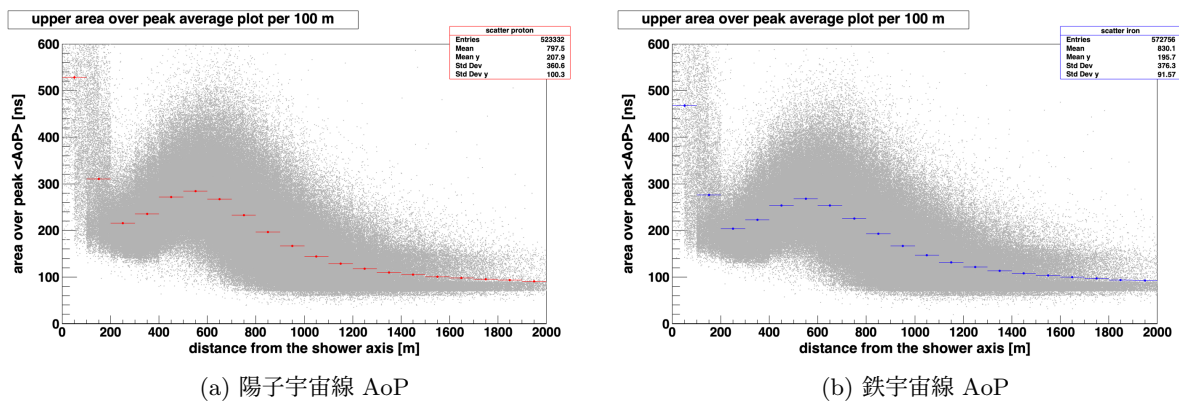 upper area over peak average plot per 100 m
scatter proton
Entries 523332
Mean 797.5
Mean y 207.9
Std Dev 360.6
Std Dev y 100.3
area over peak <AoP> [ns]
600
500
400
300
200
100
0
0 200 400 600 800 1000 1200 1400 1600 1800 2000
distance from the shower axis [m]
(a) 陽子宇宙線 AoP
upper area over peak average plot per 100 m
scatter iron
Entries 572756
Mean 830.1
Mean y 195.7
Std Dev 376.3
Std Dev y 91.57
area over peak <AoP> [ns]
600
500
400
300
200
100
0
0 200 400 600 800 1000 1200 1400 1600 1800 2000
distance from the shower axis [m]
(b) 鉄宇宙線 AoP